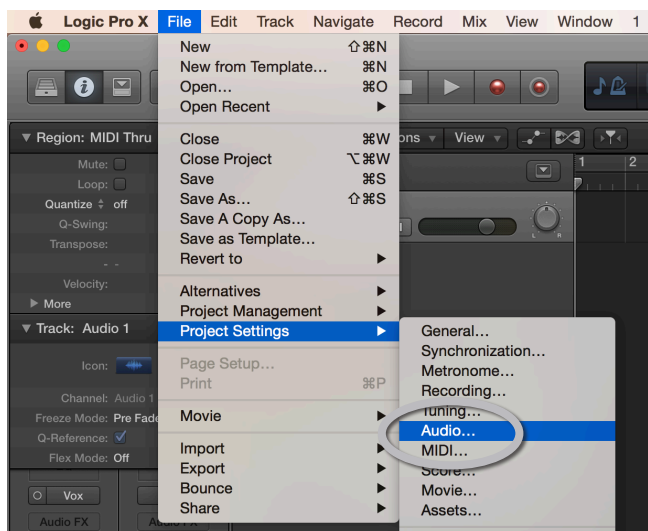 Logic Pro X File Edit Track Navigate Record Mix View Window 1
New ⇧⌘N
New from Template... ⌘N
Open... ⌘O
Open Recent ▶
Close ⌘W
Close Project ⌥⌘W
Save ⌘S
Save As... ⇧⌘S
Save A Copy As...
Save as Template...
Revert to ▶
Alternatives ▶
Project Management ▶
Project Settings ▶
Page Setup...
Print ⌘P
Movie ▶
Import ▶
Export ▶
Bounce ▶
Share ▶
General...
Synchronization...
Metronome...
Recording...
Tuning...
Audio...
MIDI...
Score...
Movie...
Assets...
▼ Region: MIDI Thru
Mute:
Loop:
Quantize off
Q-Swing:
Transpose:
- -
Velocity:
▶ More
▼ Track: Audio 1
Icon:
Channel: Audio 1
Freeze Mode: Pre Fade
Q-Reference: ✓
Flex Mode: Off
Vox
Audio FX
View
1 2
L R